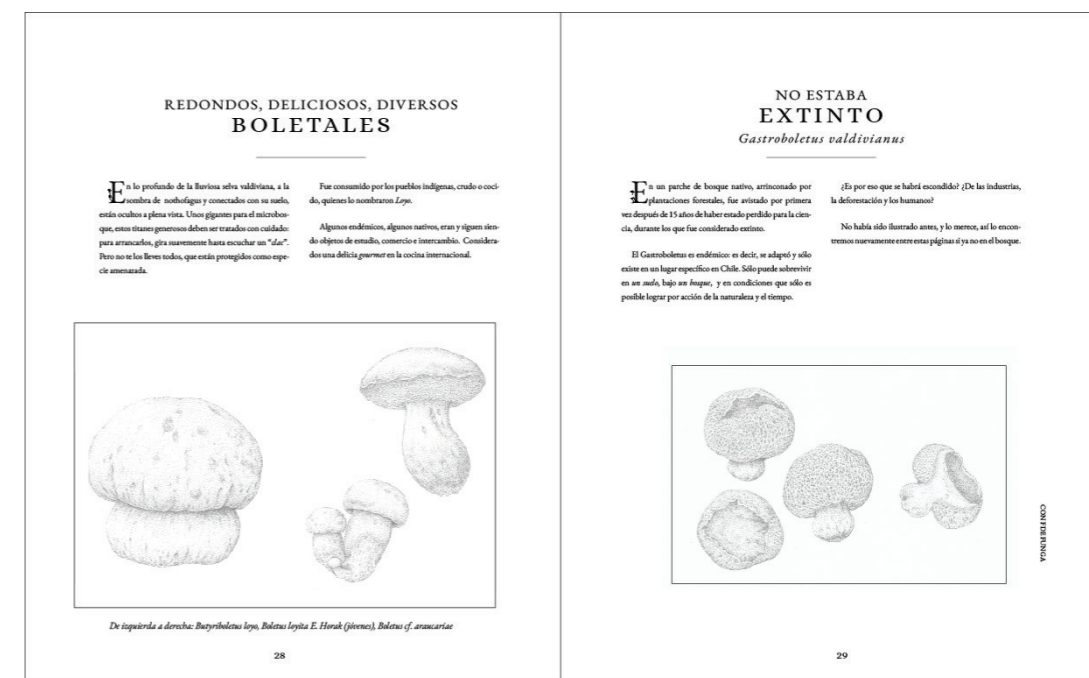 REDONDOS, DELICIOSOS, DIVERSOS
BOLETALES
En lo profundo de la lluviosa selva valdiviana, a la
sombra de nothofagus y conectados con su suelo,
están ocultos a plena vista. Unos gigantes para el microbos-
que, estos titanes generosos deben ser tratados con cuidado:
para arrancarlos, gira suavemente hasta escuchar un "clac".
Pero no te los lleves todos, que están protegidos como espe-
cie amenazada.
Fue consumido por los pueblos indígenas, crudo o coci-
do, quienes lo nombraron Loyo.
Algunos endémicos, algunos nativos, eran y siguen sien-
do objetos de estudio, comercio e intercambio. Considera-
dos una delicia gourmet en la cocina internacional.
De izquierda a derecha: Butyriboletus loyo, Boletus loyita E. Horak (jóvenes), Boletus cf. araucariae
28
NO ESTABA
EXTINTO
Gastroboletus valdivianus
En un parche de bosque nativo, arrinconado por
plantaciones forestales, fue avistado por primera
vez después de 15 años de haber estado perdido para la cien-
cia, durante los que fue considerado extinto.
El Gastroboletus es endémico: es decir, se adaptó y sólo
existe en un lugar específico en Chile. Sólo puede sobrevivir
en un suelo, bajo un bosque, y en condiciones que sólo es
posible lograr por acción de la naturaleza y el tiempo.
¿Es por eso que se habrá escondido? ¿De las industrias,
la deforestación y los humanos?
No había sido ilustrado antes, y lo merece, así lo encon-
tremos nuevamente entre estas páginas si ya no en el bosque.
CONFIDEFUNGA
29